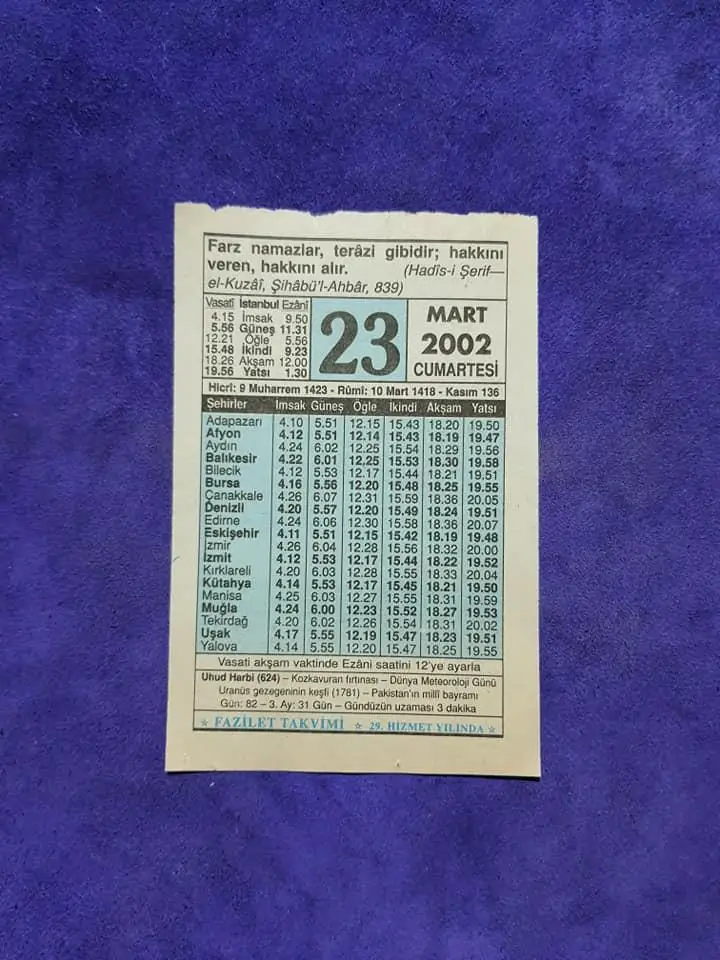 Farz namazlar, terâzi gibidir; hakkını
veren, hakkını alır. (Hadîs-i Şerif—
el-Kuzâî, Şihâbü'l-Ahbâr, 839)
Vasatî İstanbul Ezânî
4.15 İmsak 9.50
5.56 Güneş 11.31
12.21 Öğle 5.56
15.48 İkindi 9.23
18.26 Akşam 12.00
19.56 Yatsı 1.30
23
MART
2002
CUMARTESİ
Hicrî: 9 Muharrem 1423 - Rûmî: 10 Mart 1418 - Kasım 136
Şehirler İmsak Güneş Öğle İkindi Akşam Yatsı
Adapazarı 4.10 5.51 12.15 15.43 18.20 19.50
Afyon 4.12 5.51 12.14 15.43 18.19 19.47
Aydın 4.24 6.02 12.25 15.54 18.29 19.56
Balıkesir 4.22 6.01 12.25 15.53 18.30 19.58
Bilecik 4.12 5.53 12.17 15.44 18.21 19.51
Bursa 4.16 5.56 12.20 15.48 18.25 19.55
Çanakkale 4.26 6.07 12.31 15.59 18.36 20.05
Denizli 4.20 5.57 12.20 15.49 18.24 19.51
Edirne 4.24 6.06 12.30 15.58 18.36 20.07
Eskişehir 4.11 5.51 12.15 15.42 18.19 19.48
İzmir 4.26 6.04 12.28 15.56 18.32 20.00
İzmit 4.12 5.53 12.17 15.44 18.22 19.52
Kırklareli 4.20 6.03 12.28 15.55 18.33 20.04
Kütahya 4.14 5.53 12.17 15.45 18.21 19.50
Manisa 4.25 6.03 12.27 15.55 18.31 19.59
Muğla 4.24 6.00 12.23 15.52 18.27 19.53
Tekirdağ 4.20 6.02 12.26 15.54 18.31 20.02
Uşak 4.17 5.55 12.19 15.47 18.23 19.51
Yalova 4.14 5.55 12.20 15.47 18.25 19.55
Vasati akşam vaktinde Ezâni saatini 12'ye ayarla
Uhud Harbi (624) – Kozkavuran fırtınası – Dünya Meteoroloji Günü
Uranüs gezegeninin keşfi (1781) – Pakistan'ın millî bayramı
Gün: 82 – 3. Ay: 31 Gün – Gündüzün uzaması 3 dakika
★ FAZİLET TAKVİMİ ★ 29. HİZMET YILINDA ★